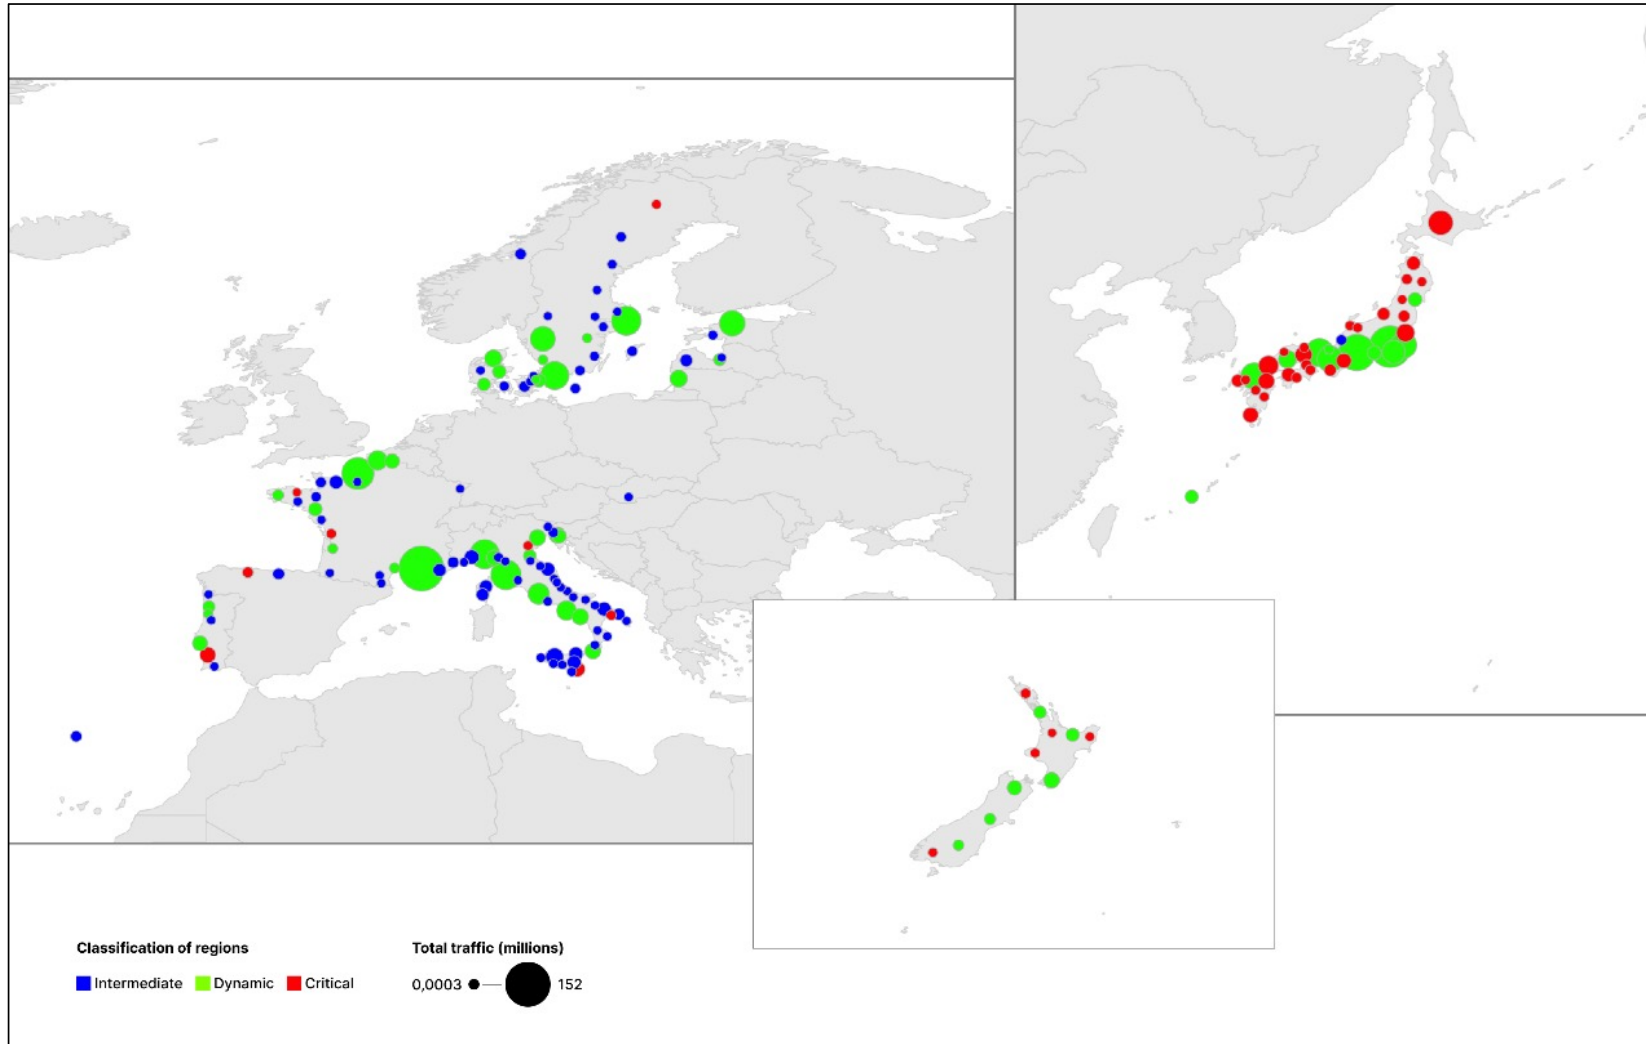 Classification of regions
Total traffic (millions)
Intermediate Dynamic Critical
0,0003 152